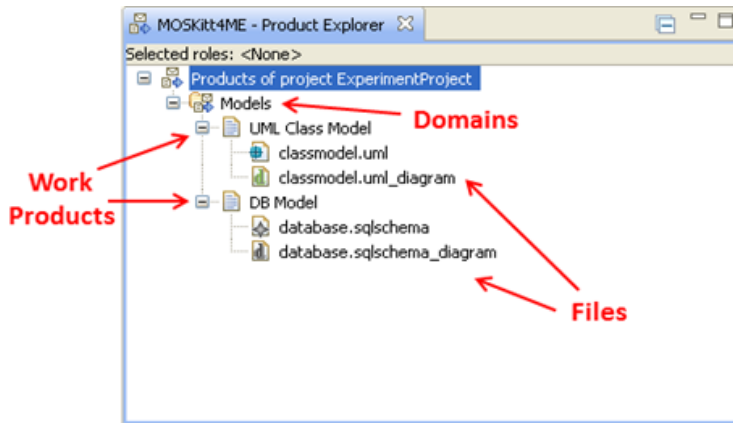 MOSKitt4ME - Product Explorer
Selected roles: <None>
Products of project ExperimentProject
Models
Domains
UML Class Model
classmodel.uml
classmodel.uml_diagram
Work
Products
DB Model
database.sqlschema
database.sqlschema_diagram
Files